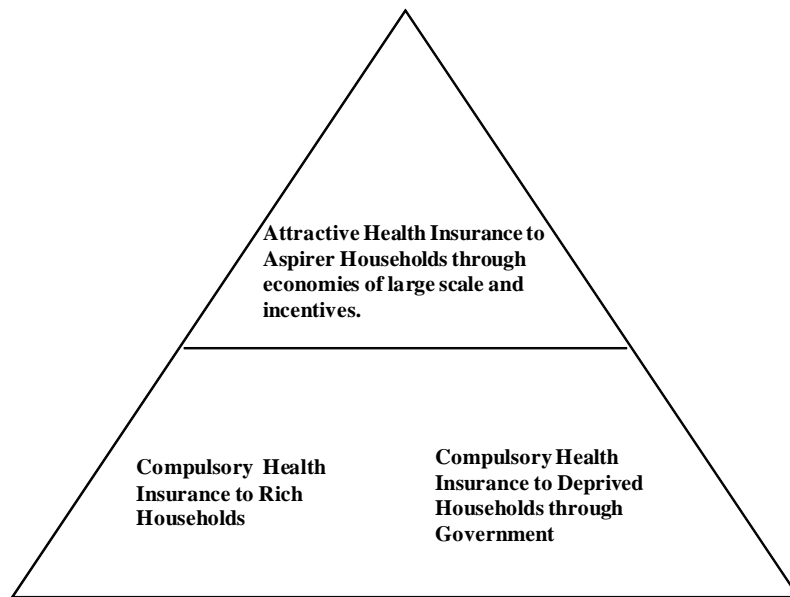 Attractive Health Insurance to
Aspirer Households through
economies of large scale and
incentives.
Compulsory Health
Insurance to Rich
Households
Compulsory Health
Insurance to Deprived
Households through
Government